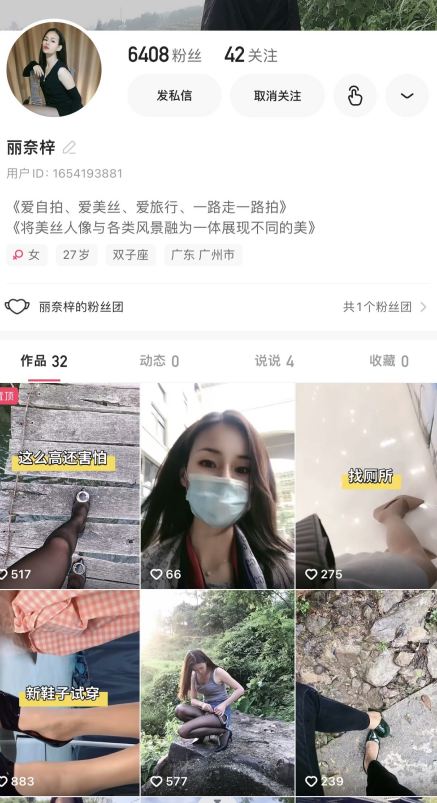 6408 粉丝 42 关注
发私信 取消关注
丽奈梓
用户ID: 1654193881
《爱自拍、爱美丝、爱旅行、一路走一路拍》
《将美丝人像与各类风景融为一体展现不同的美》
女 27岁 双子座 广东 广州市
丽奈梓的粉丝团 共1个粉丝团
作品 32 动态 0 说说 4 收藏 0
置顶
这么高还害怕
找厕所
517 66 275
新鞋子试穿
883 577 239